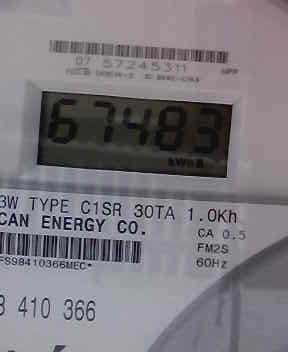 07 57245311
67483
kWh
3W TYPE C1SR 30TA 1.0Kh
CAN ENERGY CO.
CA 0.5
FM2S
FS98410366MEC*
60Hz
8 410 366